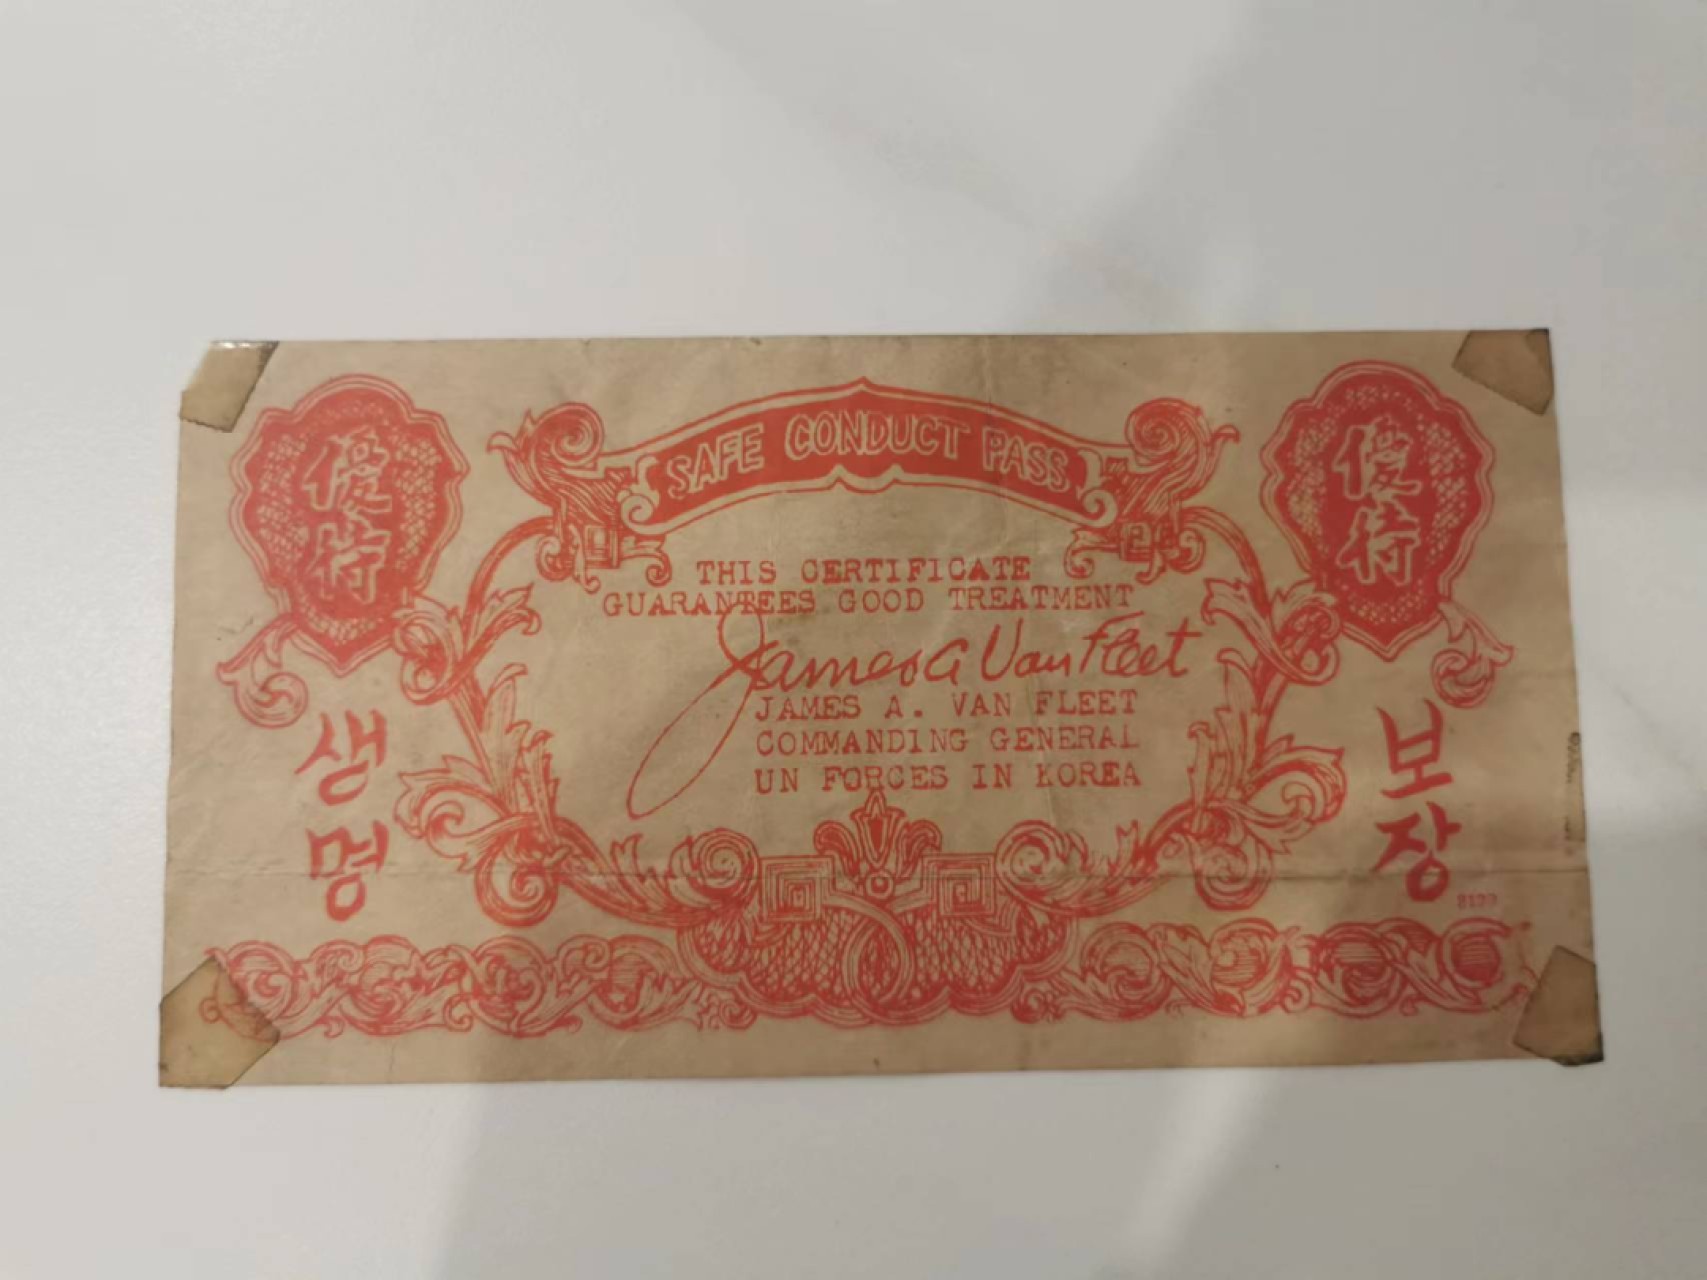 SAFE CONDUCT PASS
優待
優待
THIS CERTIFICATE
GUARANTEES GOOD TREATMENT
James A Van Fleet
JAMES A. VAN FLEET
COMMANDING GENERAL
UN FORCES IN KOREA
생명
보장